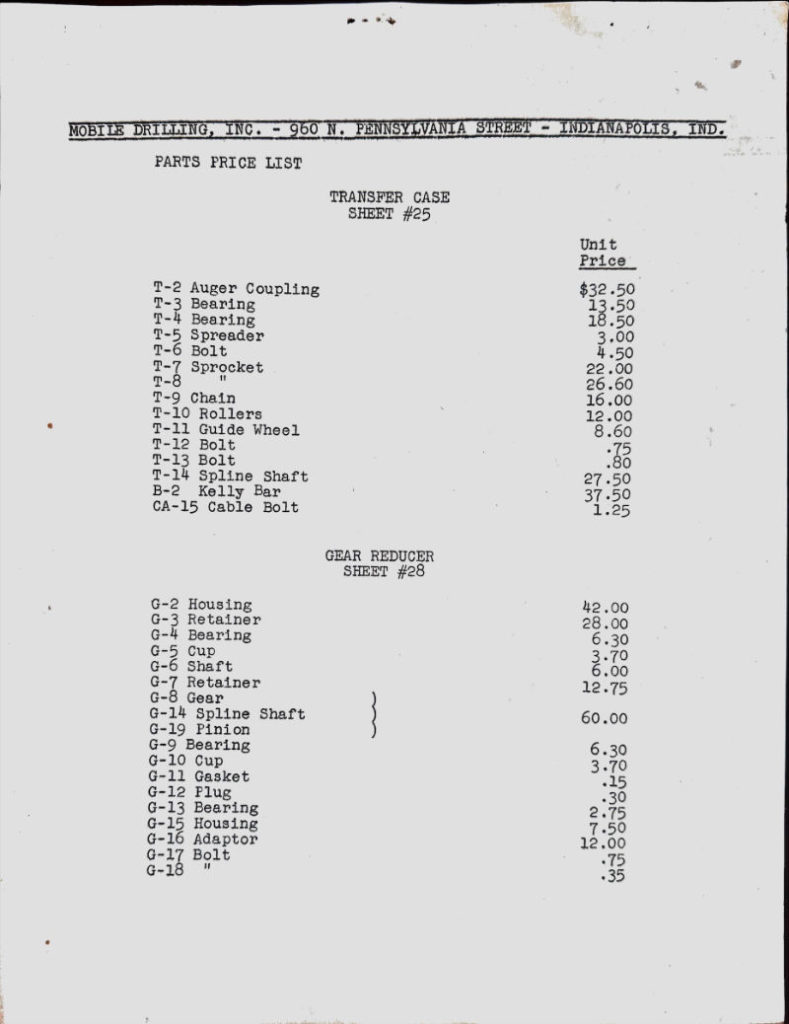 MOBILE DRILLING, INC. - 960 N. PENNSYLVANIA STREET - INDIANAPOLIS, IND.
PARTS PRICE LIST
TRANSFER CASE
SHEET #25
Unit
Price
T-2 Auger Coupling $32.50
T-3 Bearing 13.50
T-4 Bearing 18.50
T-5 Spreader 3.00
T-6 Bolt 4.50
T-7 Sprocket 22.00
T-8 " 26.60
T-9 Chain 16.00
T-10 Rollers 12.00
T-11 Guide Wheel 8.60
T-12 Bolt .75
T-13 Bolt .80
T-14 Spline Shaft 27.50
B-2 Kelly Bar 37.50
CA-15 Cable Bolt 1.25
GEAR REDUCER
SHEET #28
G-2 Housing 42.00
G-3 Retainer 28.00
G-4 Bearing 6.30
G-5 Cup 3.70
G-6 Shaft 6.00
G-7 Retainer 12.75
G-8 Gear
G-14 Spline Shaft 60.00
G-19 Pinion
G-9 Bearing 6.30
G-10 Cup 3.70
G-11 Gasket .15
G-12 Plug .30
G-13 Bearing 2.75
G-15 Housing 7.50
G-16 Adaptor 12.00
G-17 Bolt .75
G-18 " .35